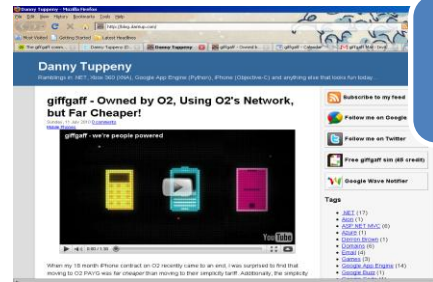 Danny Tuppeny - Mozilla Firefox
File Edit View History Bookmarks Tools Help
Most Visited Getting Started Latest Headlines
Danny Tuppeny
Danny Tuppeny
Ramblings in .NET, Xbox 360 (XNA), Google App Engine (Python), iPhone (Objective-C) and anything else that looks fun today...
giffgaff - Owned by O2, Using O2's Network,
but Far Cheaper!
giffgaff - we're people powered
YouTube
When my 18 month iPhone contract on O2 recently came to an end, I was surprised to find that
moving to O2 PAYG was far cheaper than moving to their simplicity tariff. Additionally, the simplicity
Subscribe to my feed
Follow me on Google
Follow me on Twitter
Free giffgaff sim (£5 credit)
Google Wave Notifier
Tags
.NET (17)
ASP.NET MVC (6)
Azure (1)
Darren Brown (1)
Domains (6)
Email (4)
Games (3)
Google App Engine (14)
Google Buzz (1)